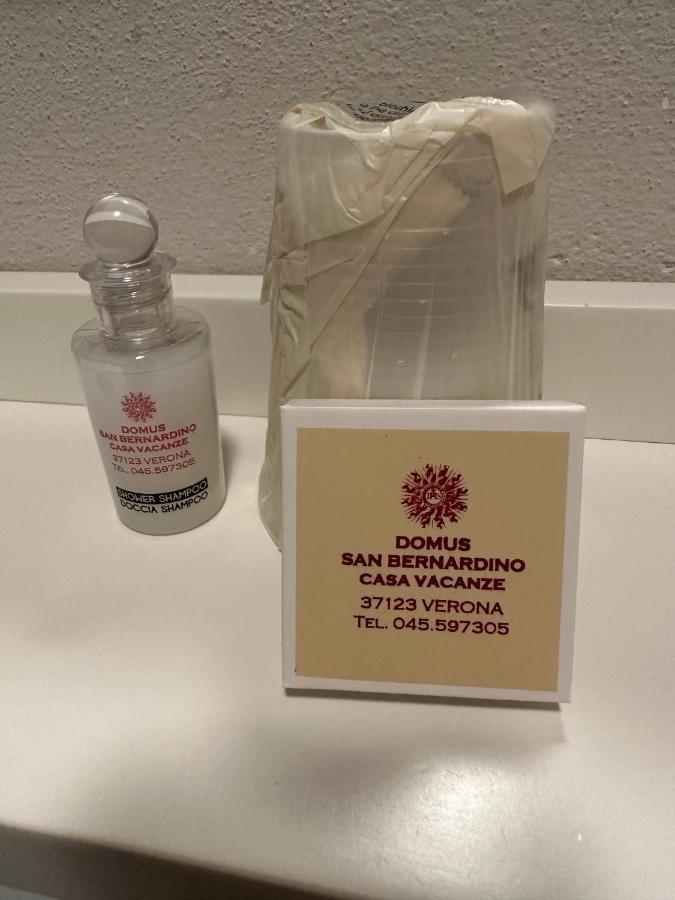 DOMUS
SAN BERNARDINO
CASA VACANZE
37123 VERONA
TEL. 045.597305
SHOWER SHAMPOO
DOCCIA SHAMPOO
IHS
DOMUS
SAN BERNARDINO
CASA VACANZE
37123 VERONA
TEL. 045.597305